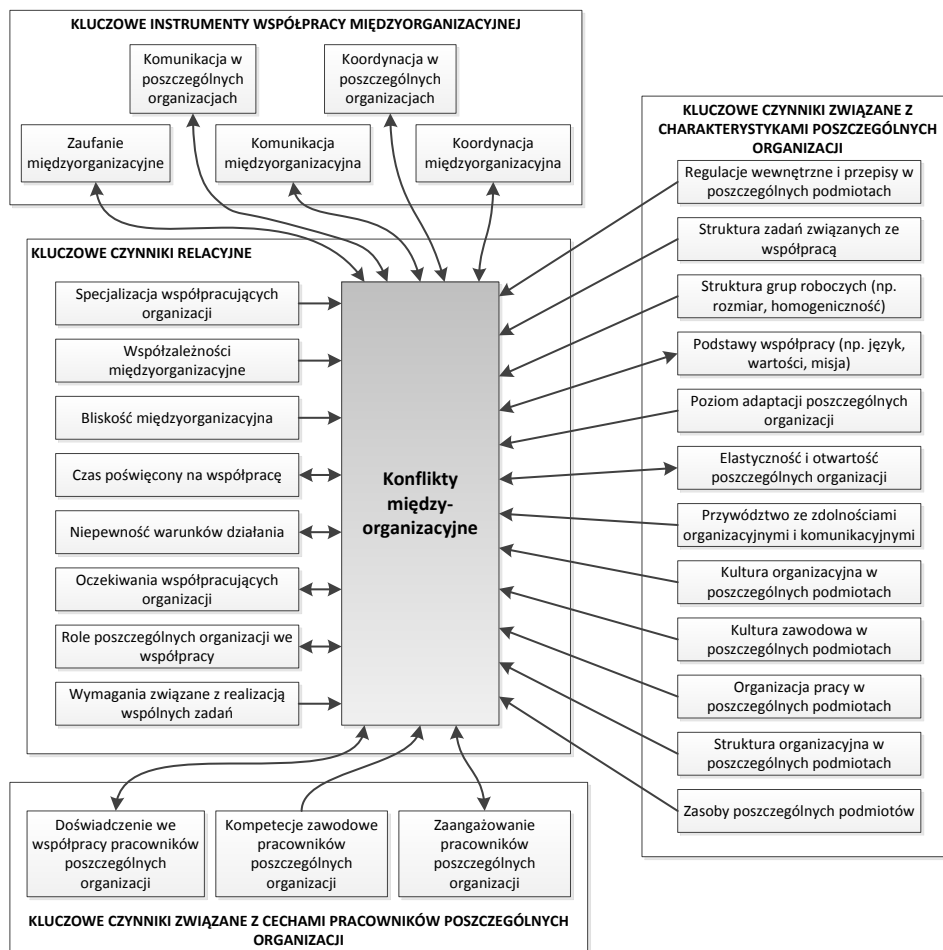 KLUCZOWE INSTRUMENTY WSPÓŁPRACY MIĘDZYORGANIZACYJNEJ
Komunikacja w
poszczególnych
organizacjach
Koordynacja w
poszczególnych
organizacjach
Zaufanie
międzyorganizacyjne
Komunikacja
międzyorganizacyjna
Koordynacja
międzyorganizacyjna
KLUCZOWE CZYNNIKI RELACYJNE
Specjalizacja współpracujących
organizacji
Współzależności
międzyorganizacyjne
Bliskość międzyorganizacyjna
Czas poświęcony na współpracę
Niepewność warunków działania
Oczekiwania współpracujących
organizacji
Role poszczególnych organizacji we
współpracy
Wymagania związane z realizacją
wspólnych zadań
Konflikty
między-
organizacyjne
KLUCZOWE CZYNNIKI ZWIĄZANE Z
CHARAKTERYSTYKAMI POSZCZEGÓLNYCH
ORGANIZACJI
Regulacje wewnętrzne i przepisy w
poszczególnych podmiotach
Struktura zadań związanych ze
współpracą
Struktura grup roboczych (np.
rozmiar, homogeniczność)
Podstawy współpracy (np. język,
wartości, misja)
Poziom adaptacji poszczególnych
organizacji
Elastyczność i otwartość
poszczególnych organizacji
Przywództwo ze zdolnościami
organizacyjnymi i komunikacyjnymi
Kultura organizacyjna w
poszczególnych podmiotach
Kultura zawodowa w
poszczególnych podmiotach
Organizacja pracy w
poszczególnych podmiotach
Struktura organizacyjna w
poszczególnych podmiotach
Zasoby poszczególnych podmiotów
Doświadczenie we
współpracy pracowników
poszczególnych
organizacji
Kompetecje zawodowe
pracowników
poszczególnych
organizacji
Zaangażowanie
pracowników
poszczególnych
organizacji
KLUCZOWE CZYNNIKI ZWIĄZANE Z CECHAMI PRACOWNIKÓW POSZCZEGÓLNYCH
ORGANIZACJI